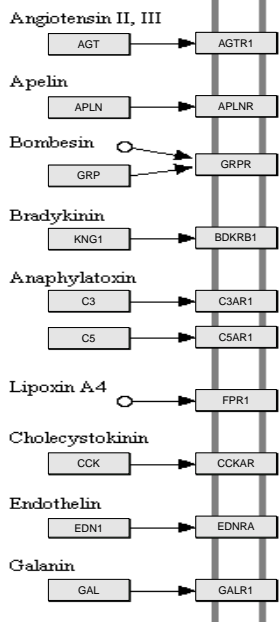 Angiotensin II, III
AGT AGTR1
Apelin
APLN APLNR
Bombesin
GRP GRPR
Bradykinin
KNG1 BDKRB1
Anaphylatoxin
C3 C3AR1
C5 C5AR1
Lipoxin A4
FPR1
Cholecystokinin
CCK CCKAR
Endothelin
EDN1 EDNRA
Galanin
GAL GALR1